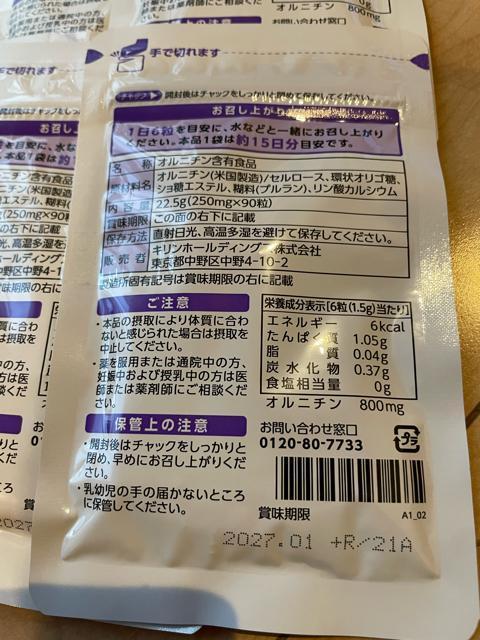 手で切れます
チャック
開封後はチャックをしっかりと閉めて保存してください。
お召し上がり
1日6粒を目安に、水などと一緒にお召し上がり
ください。本品1袋は約15日分目安です。
名 称 オルニチン含有食品
原材料名 オルニチン(米国製造)/セルロース、環状オリゴ糖、
ショ糖エステル、糊料(プルラン)、リン酸カルシウム
内 容 量 22.5g(250mg×90粒)
賞味期限 この面の右下に記載
保存方法 直射日光、高温多湿を避けて保存してください。
販 売 者 キリンホールディングス株式会社
東京都中野区中野4-10-2
製造所固有記号は賞味期限の右に記載
ご注意
・本品の摂取により体質に合わ
ないと感じられた場合は摂取を
中止してください。
・薬を服用または通院中の方、
妊娠中および授乳中の方は医
師または薬剤師にご相談くだ
さい。
保管上の注意
・開封後はチャックをしっかりと
閉め、早めにお召し上がりくだ
さい。
・乳幼児の手の届かないところ
に保管してください。
栄養成分表示[6粒(1.5g)当たり]
エネルギー 6kcal
たんぱく質 1.05g
脂 質 0.04g
炭水化物 0.37g
食塩相当量 0g
オルニチン 800mg
お問い合わせ窓口
0120-80-7733
プラ
A1_02
賞味期限
2027.01 +R/21A
手で切れます
お問い合わせ窓口
オルニチン 800mg